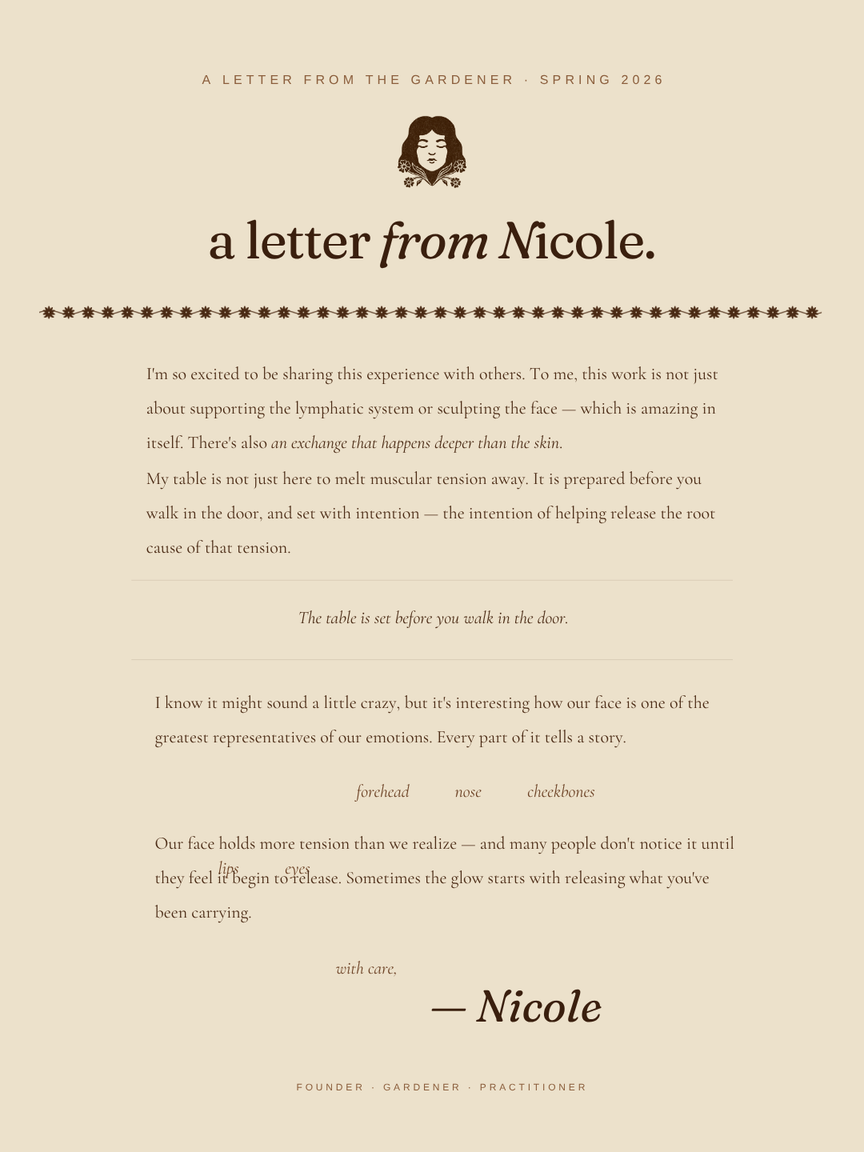 A LETTER FROM THE GARDENER · SPRING 2026
a letter from Nicole.
I'm so excited to be sharing this experience with others. To me, this work is not just
about supporting the lymphatic system or sculpting the face — which is amazing in
itself. There's also an exchange that happens deeper than the skin.
My table is not just here to melt muscular tension away. It is prepared before you
walk in the door, and set with intention — the intention of helping release the root
cause of that tension.
The table is set before you walk in the door.
I know it might sound a little crazy, but it's interesting how our face is one of the
greatest representatives of our emotions. Every part of it tells a story.
forehead nose cheekbones
Our face holds more tension than we realize — and many people don't notice it until
lips eyes
they feel it begin to release. Sometimes the glow starts with releasing what you've
been carrying.
with care,
— Nicole
FOUNDER · GARDENER · PRACTITIONER